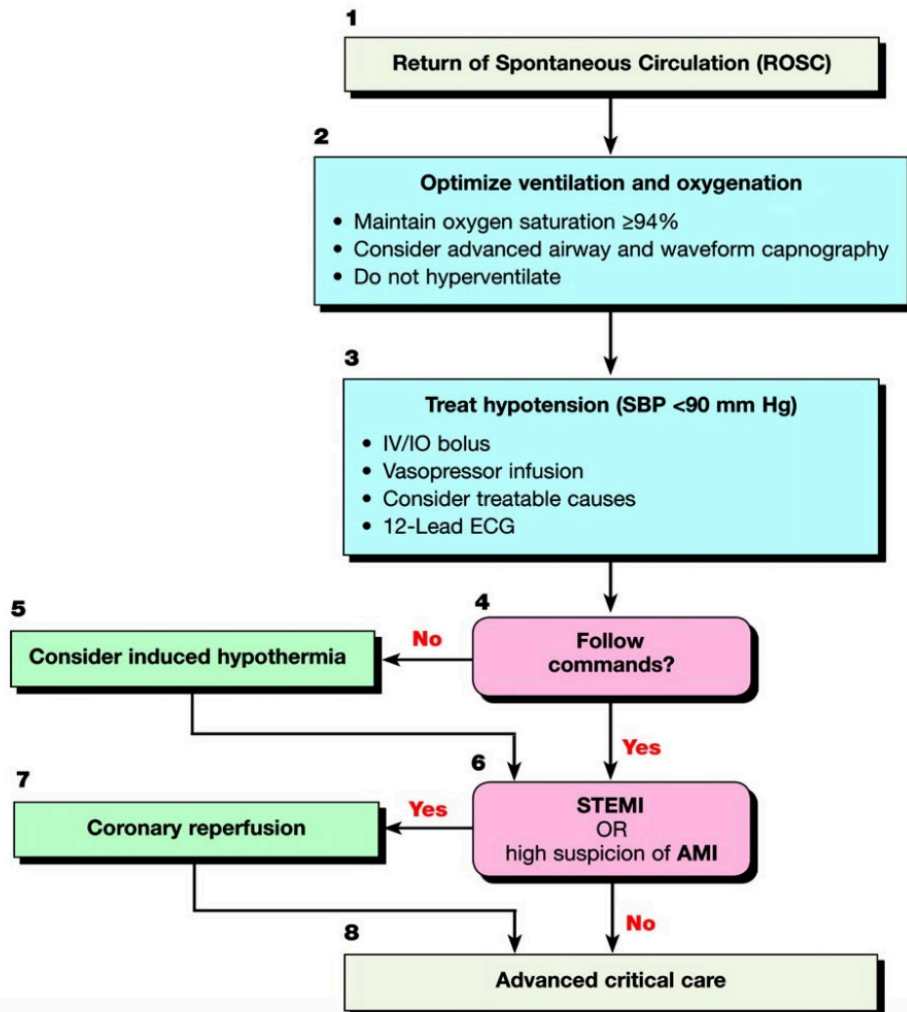 1
Return of Spontaneous Circulation (ROSC)
2
Optimize ventilation and oxygenation
• Maintain oxygen saturation ≥94%
• Consider advanced airway and waveform capnography
• Do not hyperventilate
3
Treat hypotension (SBP <90 mm Hg)
• IV/IO bolus
• Vasopressor infusion
• Consider treatable causes
• 12-Lead ECG
4
Follow
commands?
No
5
Consider induced hypothermia
Yes
6
STEMI
OR
high suspicion of AMI
Yes
7
Coronary reperfusion
No
8
Advanced critical care